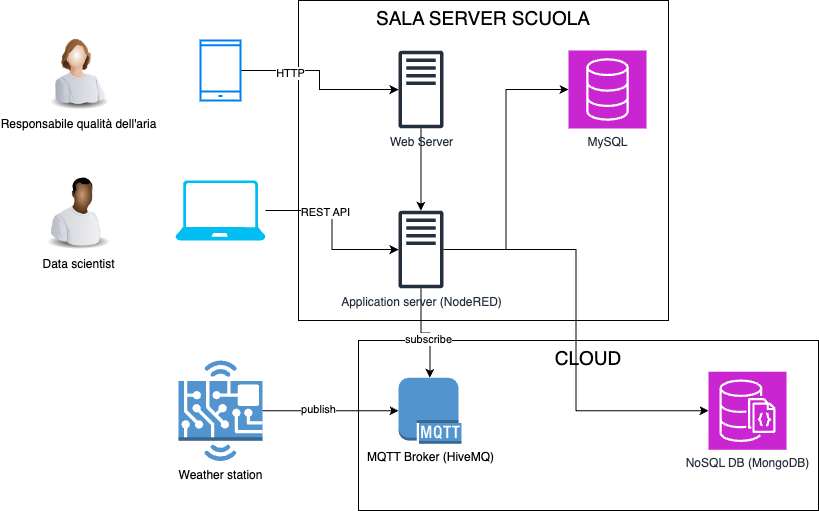 SALA SERVER SCUOLA
HTTP
Responsabile qualità dell'aria
Web Server
MySQL
REST API
Data scientist
Application server (NodeRED)
subscribe
CLOUD
publish
MQTT
MQTT Broker (HiveMQ)
NoSQL DB (MongoDB)
Weather station